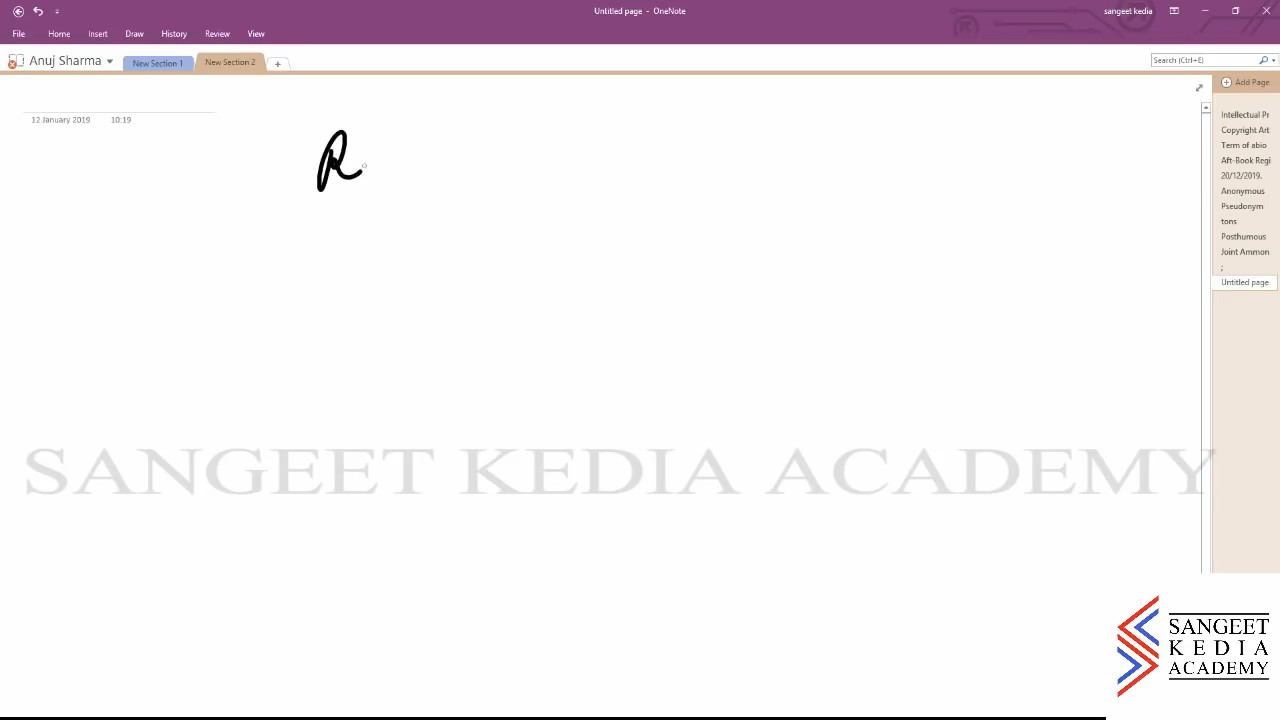 Untitled page - OneNote
sangeet kedia
File Home Insert Draw History Review View
Anuj Sharma New Section 1 New Section 2 +
Search (Ctrl+E)
Add Page
12 January 2019 10:19
R
Intellectual Pr
Copyright Art
Term of abio
Aft-Book Regi
20/12/2019.
Anonymous
Pseudonym
tons
Posthumous
Joint Ammon
;
Untitled page
SANGEET KEDIA ACADEMY
SANGEET
KEDIA
ACADEMY